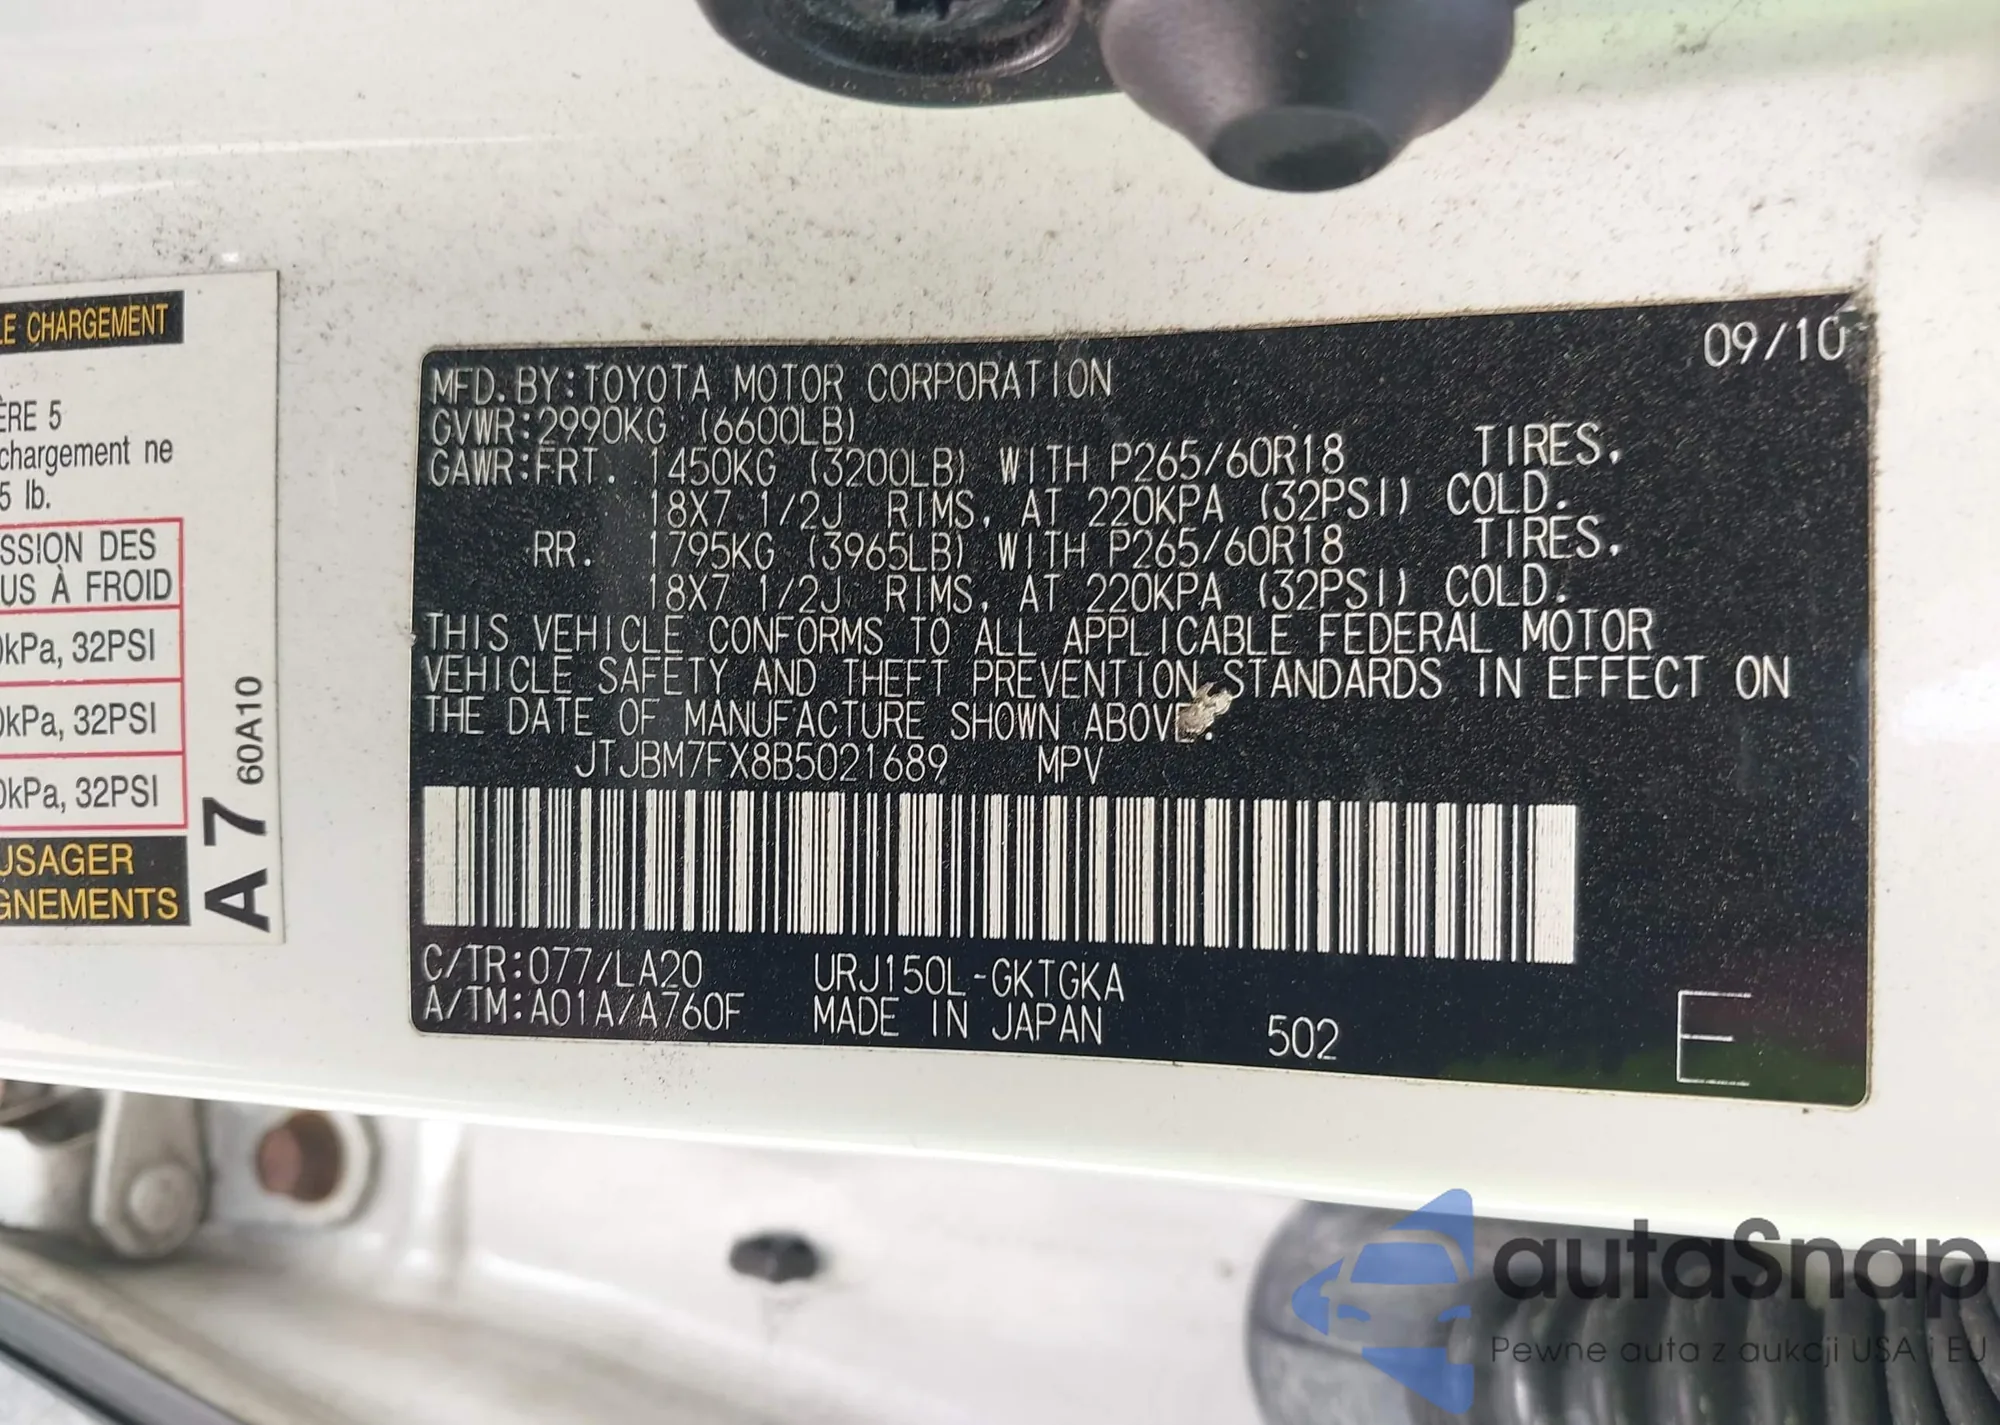 LE CHARGEMENT
ÈRE 5
chargement ne
5 lb.
SSION DES
US À FROID
0kPa, 32PSI
0kPa, 32PSI
0kPa, 32PSI
USAGER
GNEMENTS
A7 60A10
09/10
MFD. BY:TOYOTA MOTOR CORPORATION
GVWR:2990KG (6600LB)
GAWR:FRT. 1450KG (3200LB) WITH P265/60R18 TIRES,
18X7 1/2J RIMS, AT 220KPA (32PSI) COLD.
RR. 1795KG (3965LB) WITH P265/60R18 TIRES,
18X7 1/2J RIMS, AT 220KPA (32PSI) COLD.
THIS VEHICLE CONFORMS TO ALL APPLICABLE FEDERAL MOTOR
VEHICLE SAFETY AND THEFT PREVENTION STANDARDS IN EFFECT ON
THE DATE OF MANUFACTURE SHOWN ABOVE.
JTJBM7FX8B5021689 MPV
C/TR:077/LA20 URJ150L-GKTGKA
A/TM:A01A/A760F MADE IN JAPAN 502 E
autaSnap
Pewne auta z aukcji USA i EU